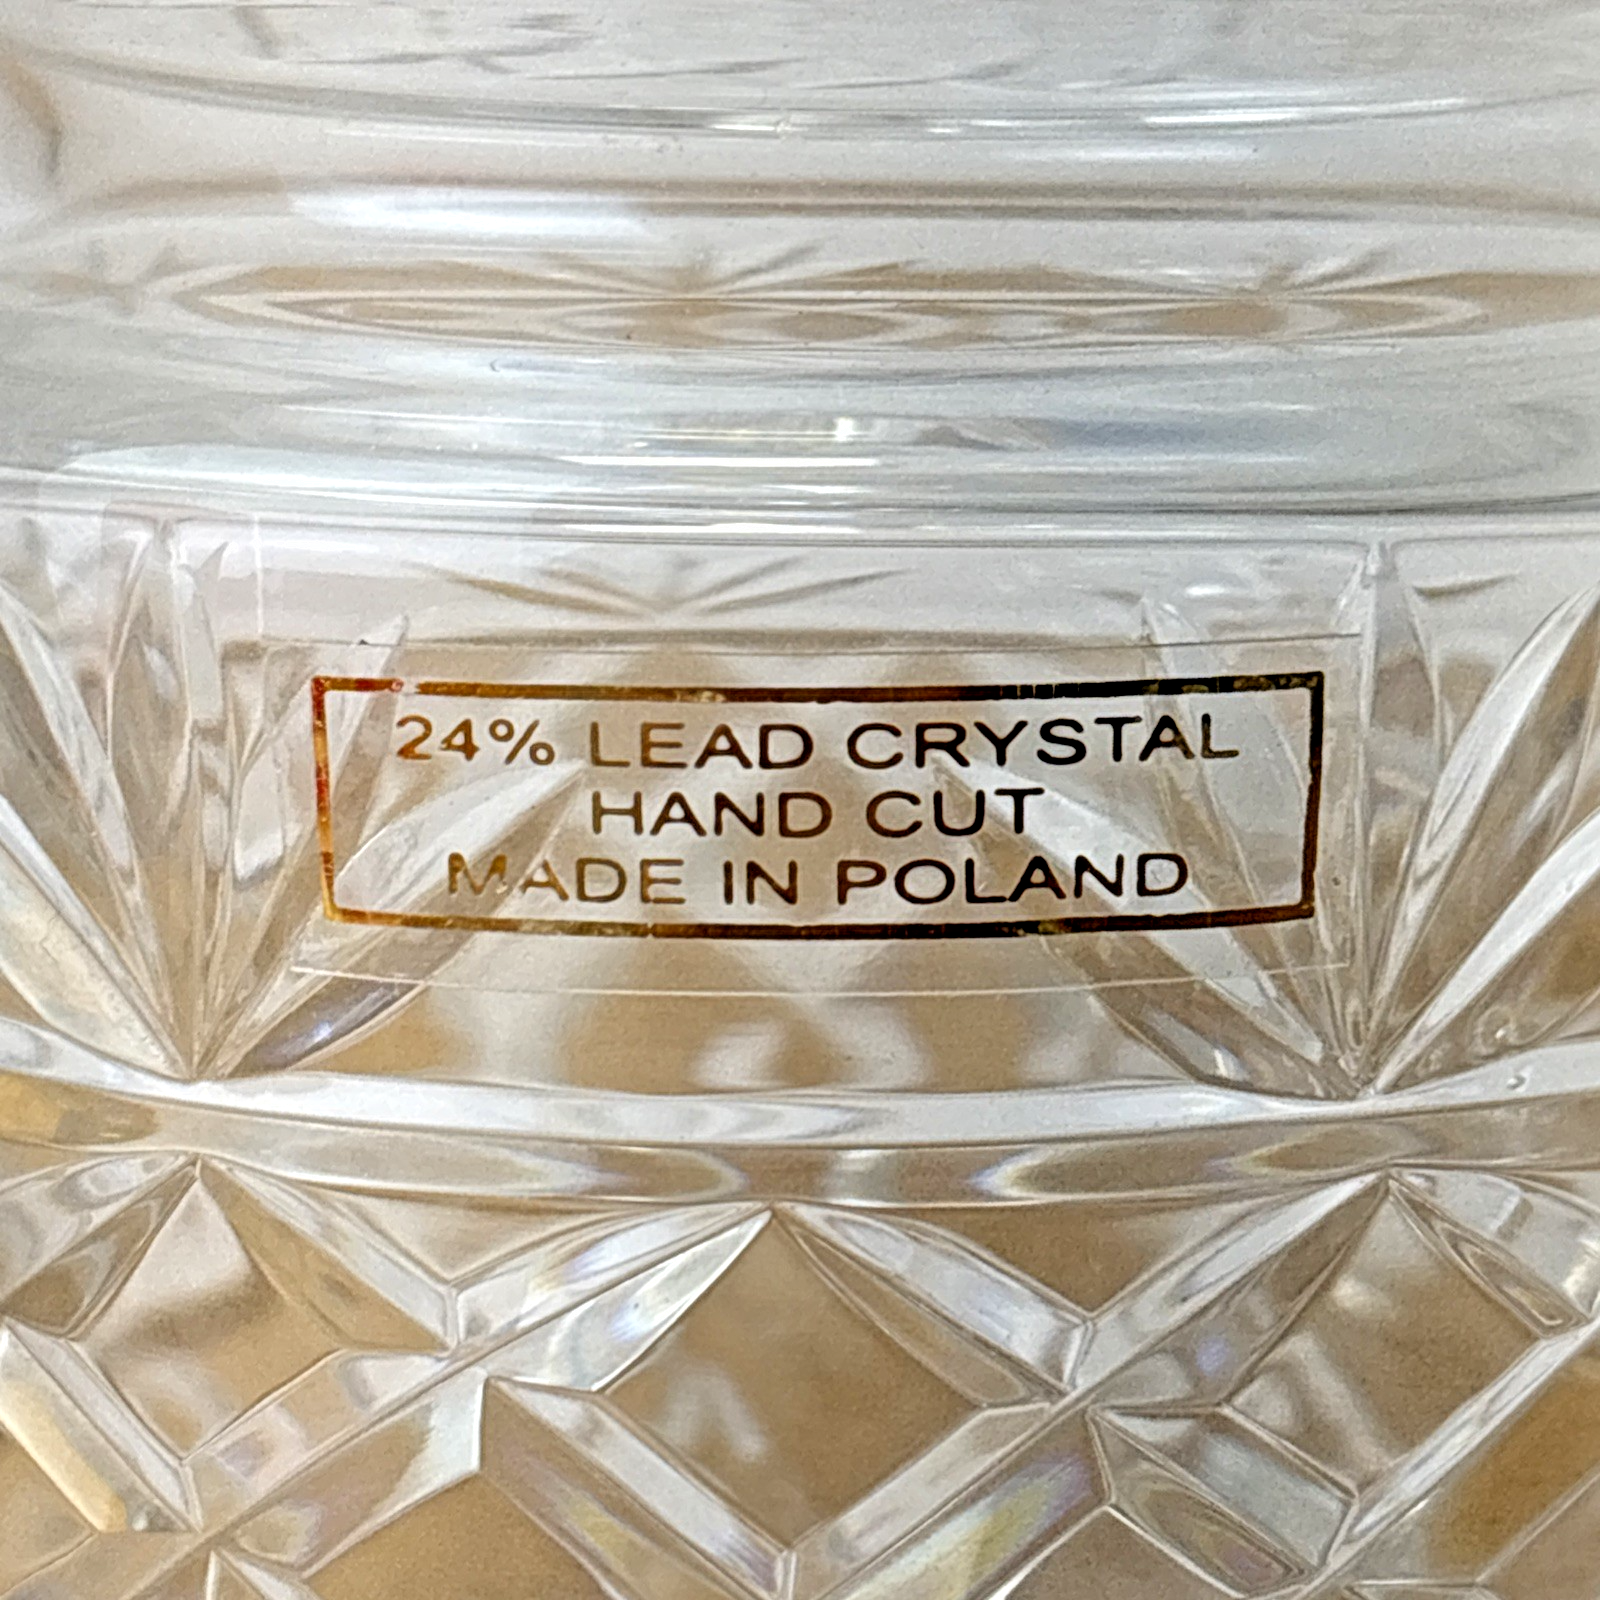 24% LEAD CRYSTAL
HAND CUT
MADE IN POLAND